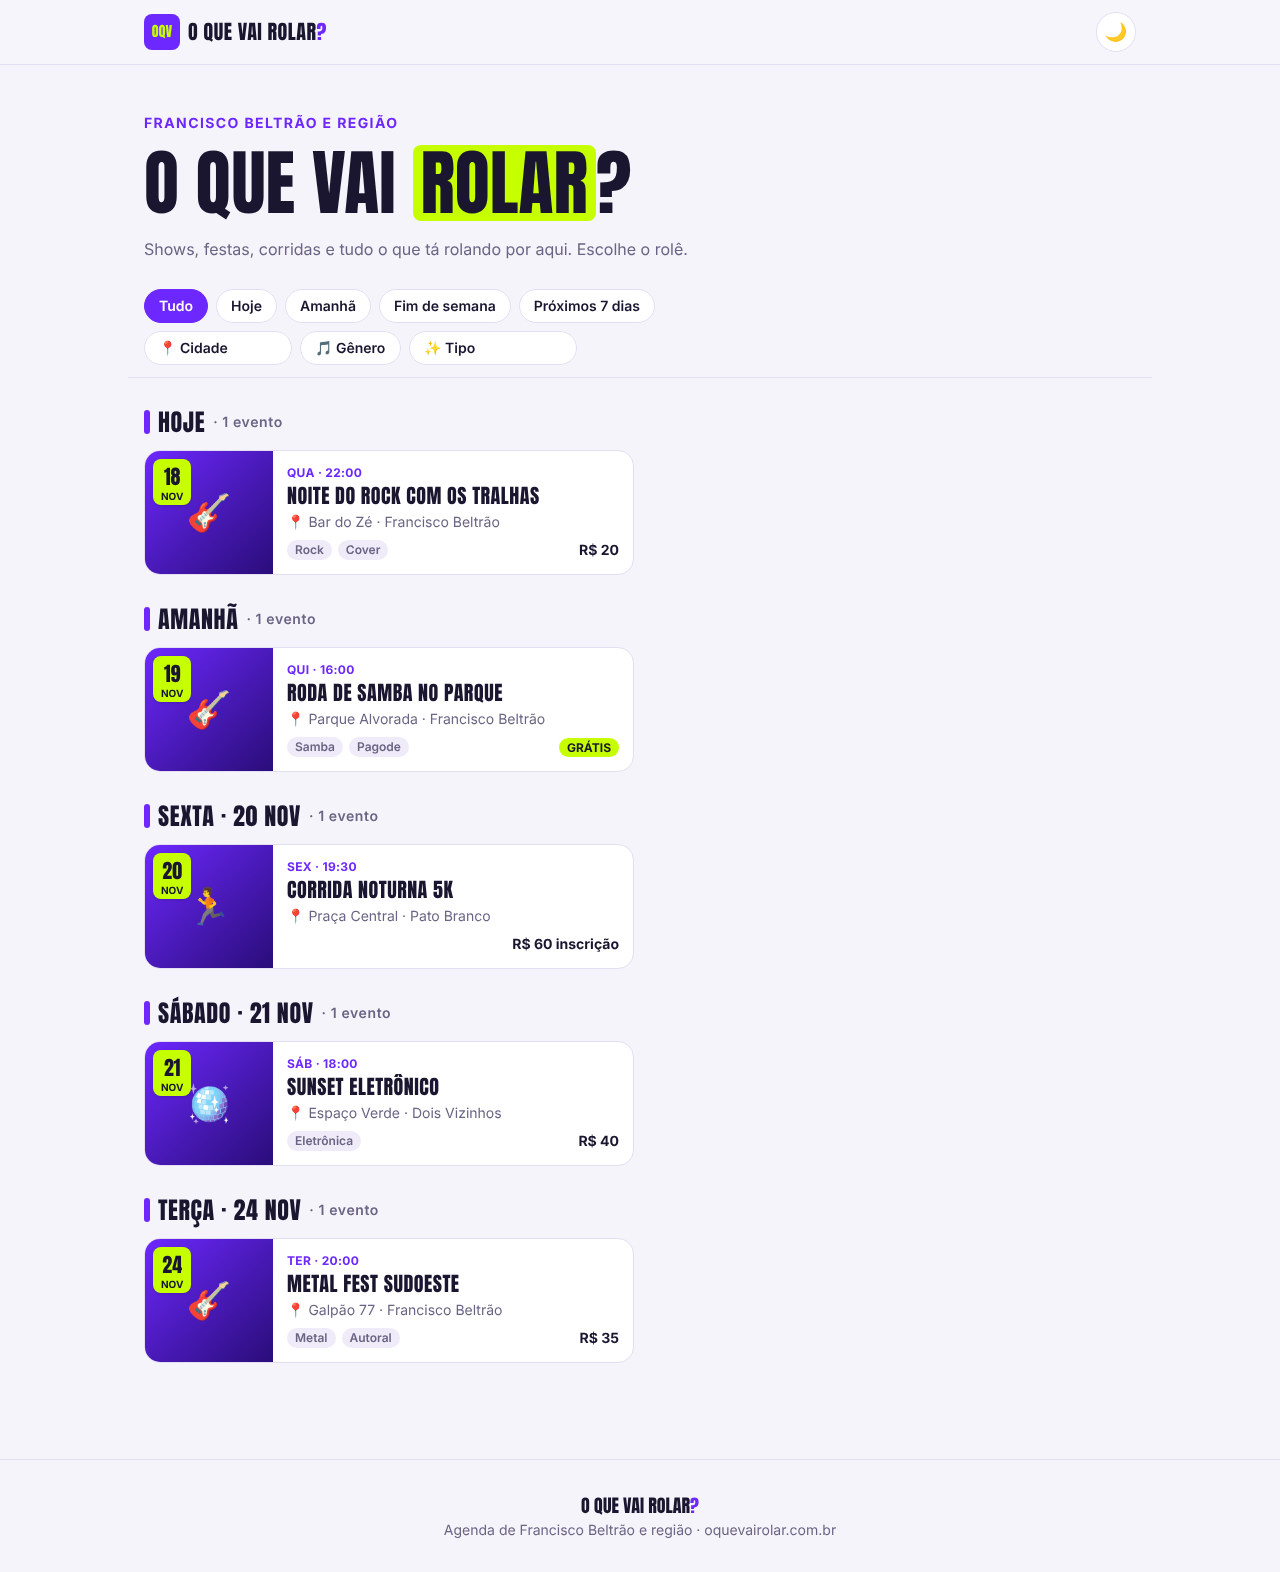 OQV O QUE VAI ROLAR?
🌙
FRANCISCO BELTRÃO E REGIÃO
O QUE VAI ROLAR?
Shows, festas, corridas e tudo o que tá rolando por aqui. Escolhe o rolê.
Tudo Hoje Amanhã Fim de semana Próximos 7 dias
📍 Cidade 🎵 Gênero ✨ Tipo
HOJE · 1 evento
18 NOV
QUA · 22:00
NOITE DO ROCK COM OS TRALHAS
📍 Bar do Zé · Francisco Beltrão
Rock Cover R$ 20
AMANHÃ · 1 evento
19 NOV
QUI · 16:00
RODA DE SAMBA NO PARQUE
📍 Parque Alvorada · Francisco Beltrão
Samba Pagode GRÁTIS
SEXTA · 20 NOV · 1 evento
20 NOV
SEX · 19:30
CORRIDA NOTURNA 5K
📍 Praça Central · Pato Branco
R$ 60 inscrição
SÁBADO · 21 NOV · 1 evento
21 NOV
SÁB · 18:00
SUNSET ELETRÔNICO
📍 Espaço Verde · Dois Vizinhos
Eletrônica R$ 40
TERÇA · 24 NOV · 1 evento
24 NOV
TER · 20:00
METAL FEST SUDOESTE
📍 Galpão 77 · Francisco Beltrão
Metal Autoral R$ 35
O QUE VAI ROLAR?
Agenda de Francisco Beltrão e região · oquevairolar.com.br